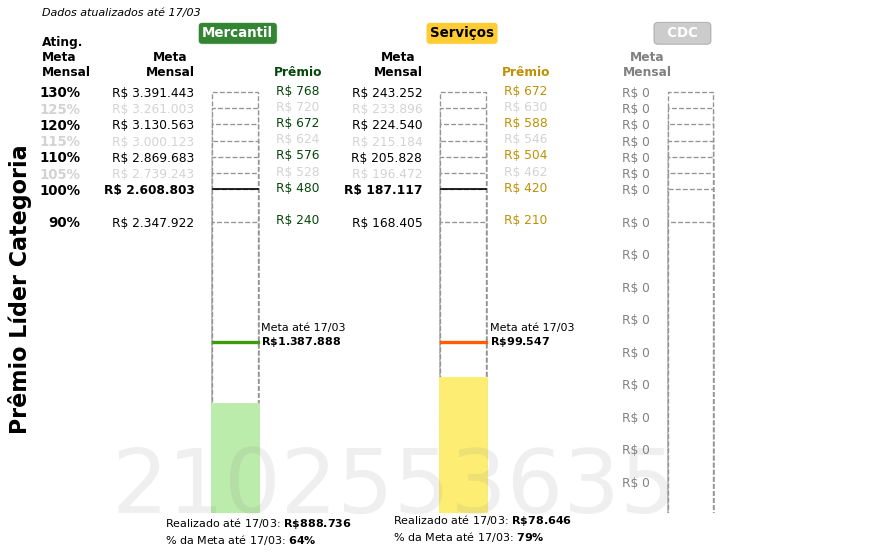 Dados atualizados até 17/03
Mercantil
Serviços
CDC
Ating. Meta Mensal
Meta Mensal
Prêmio
Meta Mensal
Prêmio
Meta Mensal
130% R$ 3.391.443 R$ 768 R$ 243.252 R$ 672 R$ 0
125% R$ 3.261.003 R$ 720 R$ 233.896 R$ 630 R$ 0
120% R$ 3.130.563 R$ 672 R$ 224.540 R$ 588 R$ 0
115% R$ 3.000.123 R$ 624 R$ 215.184 R$ 546 R$ 0
110% R$ 2.869.683 R$ 576 R$ 205.828 R$ 504 R$ 0
105% R$ 2.739.243 R$ 528 R$ 196.472 R$ 462 R$ 0
100% R$ 2.608.803 R$ 480 R$ 187.117 R$ 420 R$ 0
90% R$ 2.347.922 R$ 240 R$ 168.405 R$ 210 R$ 0
R$ 0
R$ 0
R$ 0
R$ 0
R$ 0
R$ 0
R$ 0
R$ 0
Meta até 17/03
R$1.387.888
Meta até 17/03
R$99.547
Prêmio Líder Categoria
2102553635
Realizado até 17/03: R$888.736
% da Meta até 17/03: 64%
Realizado até 17/03: R$78.646
% da Meta até 17/03: 79%